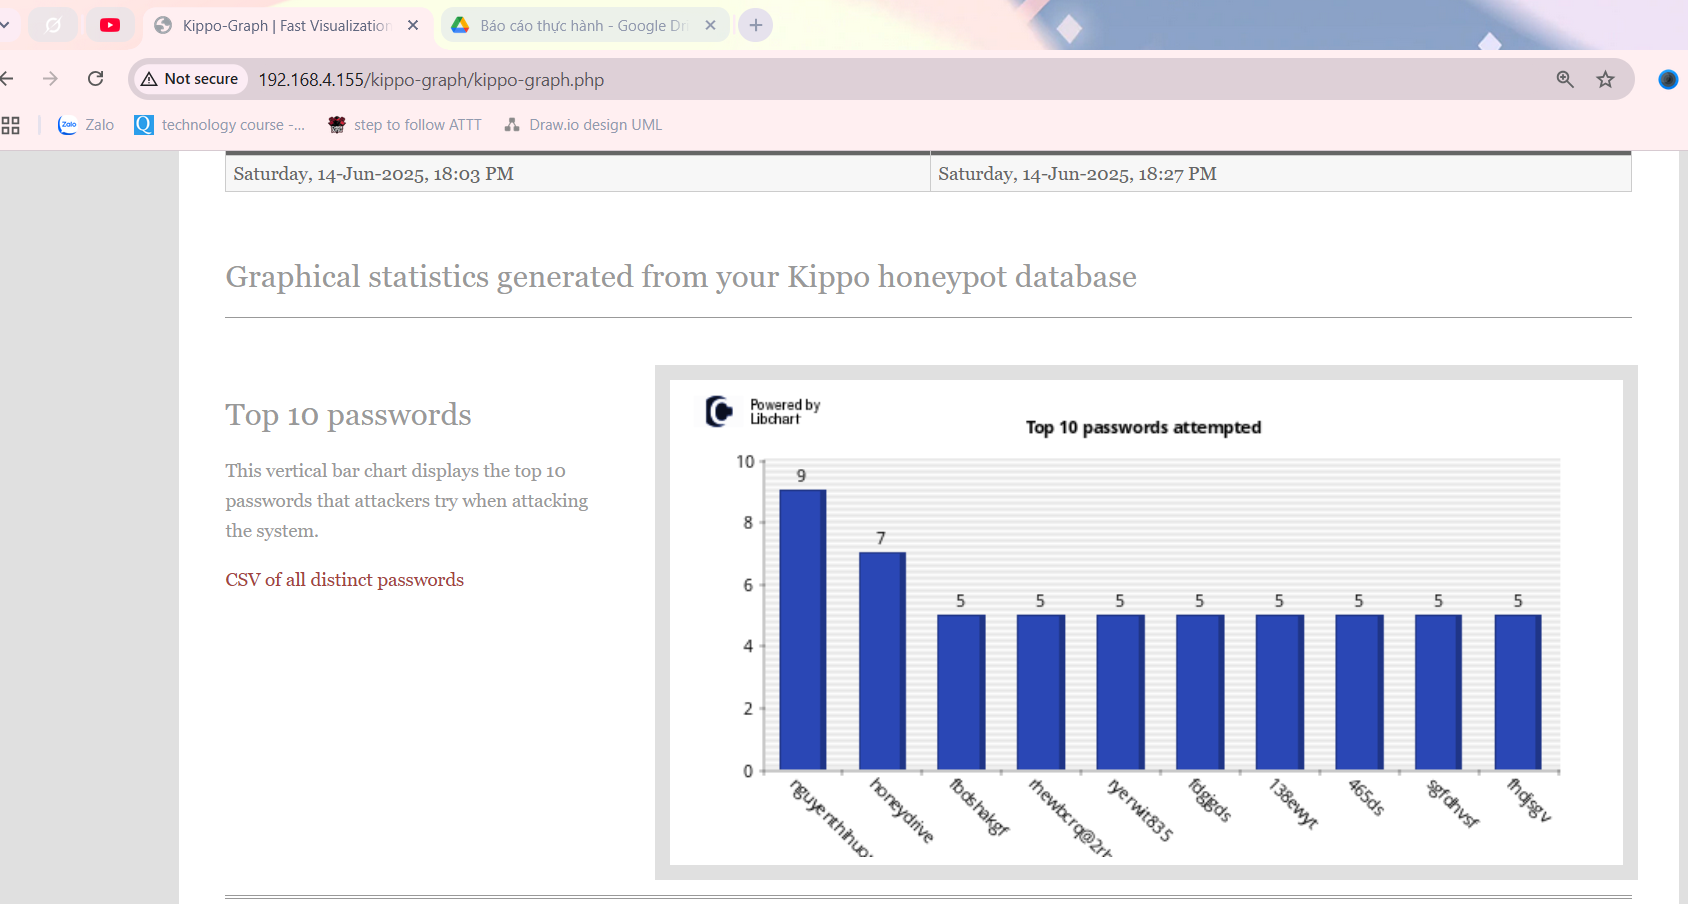 Kippo-Graph | Fast Visualization
Báo cáo thực hành - Google Dri
Not secure
192.168.4.155/kippo-graph/kippo-graph.php
Zalo
technology course -...
step to follow ATTT
Draw.io design UML
Saturday, 14-Jun-2025, 18:03 PM
Saturday, 14-Jun-2025, 18:27 PM
Graphical statistics generated from your Kippo honeypot database
Top 10 passwords
This vertical bar chart displays the top 10
passwords that attackers try when attacking
the system.
CSV of all distinct passwords
Powered by
Libchart
Top 10 passwords attempted
10
8
6
4
2
0
9
7
5
5
5
5
5
5
5
5
honeydrive
fbdshakgf
ryerwit835
fdgjgds
138ewyt
465ds
sgfdhvsf
fhdjsgv